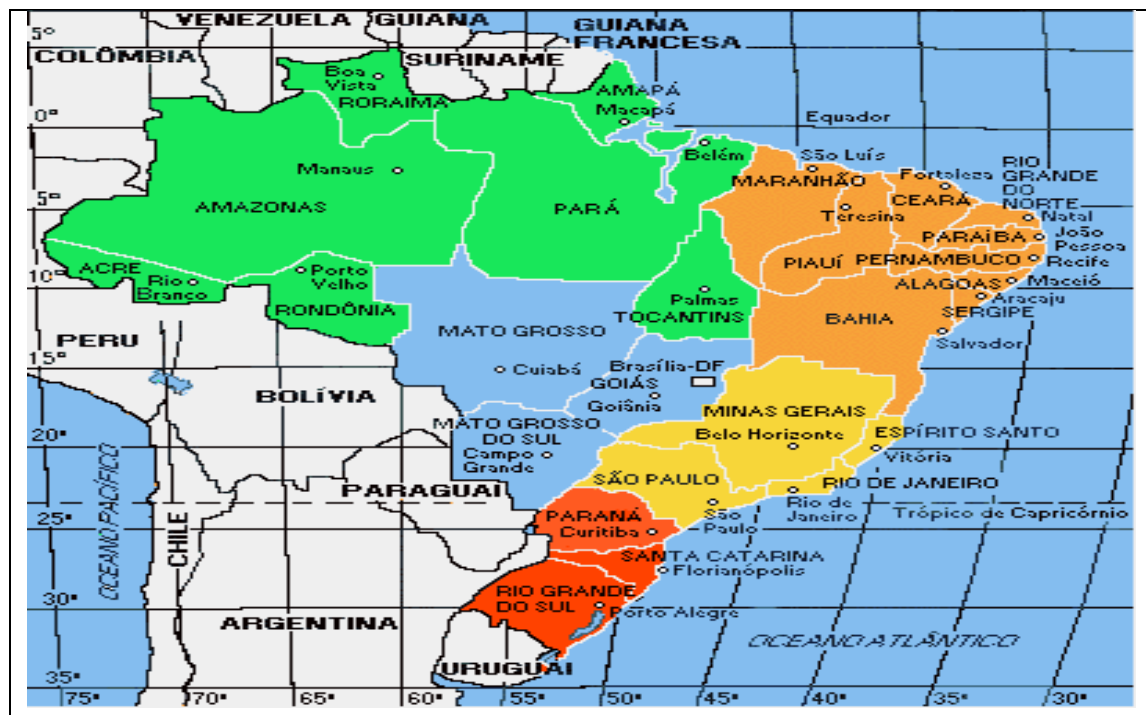 VENEZUELA
GUIANA
GUIANA
FRANCESA
5°
COLÔMBIA
SURINAME
Boa
Vista
RORAIMA
AMAPÁ
Macapá
0°
Equador
Belém
São Luís
Manaus
MARANHÃO
Fortaleza
RIO
GRANDE
DO
NORTE
CEARÁ
5°
AMAZONAS
PARÁ
Teresina
Natal
PARAÍBA
João
Pessoa
ACRE
Rio
Branco
Porto
Velho
PIAUÍ
PERNAMBUCO
Recife
10°
ALAGOAS
Maceió
Palmas
TOCANTINS
Aracaju
RONDÔNIA
SERGIPE
BAHIA
PERU
MATO GROSSO
Salvador
15°
Cuiabá
Brasília-DF
GOIÁS
Goiânia
BOLÍVIA
MINAS GERAIS
MATO GROSSO
DO SUL
Belo Horizonte
ESPÍRITO SANTO
20°
Campo
Grande
Vitória
OCEANO PACÍFICO
SÃO PAULO
RIO DE JANEIRO
PARAGUAI
São
Paulo
Rio de
Janeiro
Trópico de Capricórnio
PARANÁ
25°
Curitiba
CHILE
SANTA CATARINA
Florianópolis
RIO GRANDE
DO SUL
30°
Porto Alegre
ARGENTINA
OCEANO ATLÂNTICO
URUGUAI
35°
75°
70°
65°
60°
55°
50°
45°
40°
35°
30°